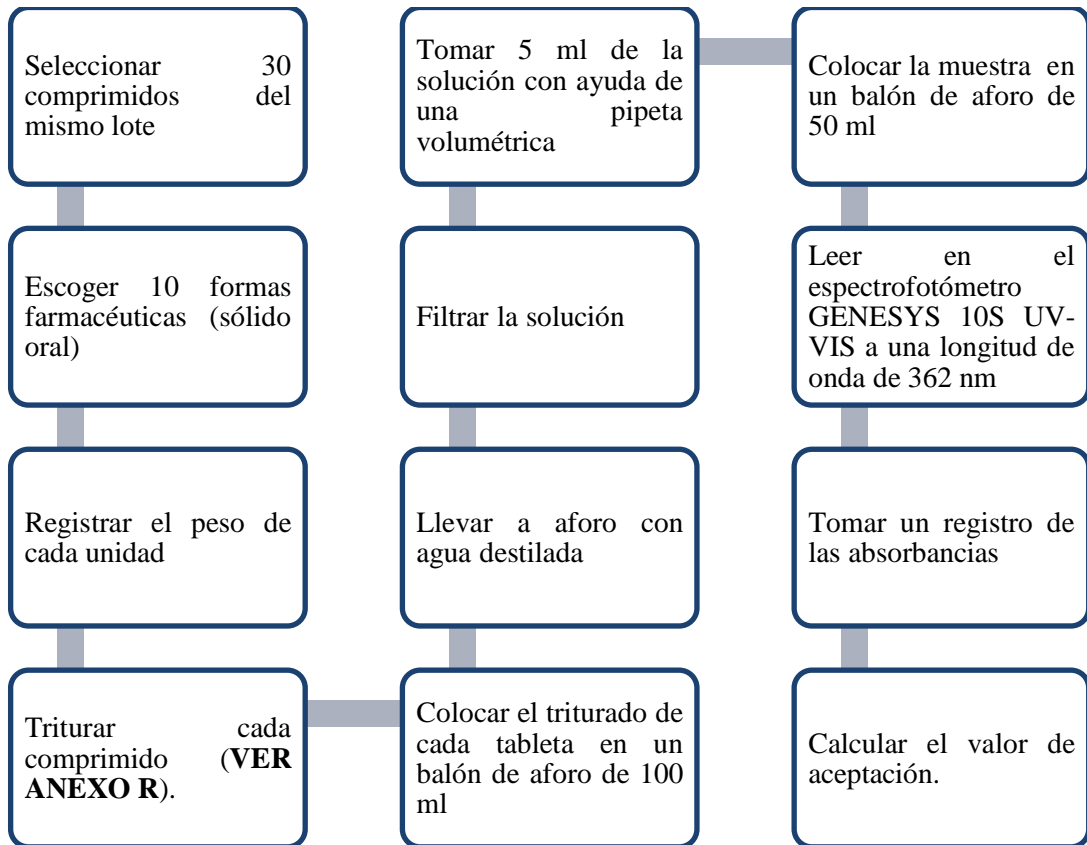 Seleccionar 30
comprimidos del
mismo lote
Escoger 10 formas
farmacéuticas (sólido
oral)
Registrar el peso de
cada unidad
Triturar cada
comprimido (VER
ANEXO R).
Colocar el triturado de
cada tableta en un
balón de aforo de 100
ml
Llevar a aforo con
agua destilada
Filtrar la solución
Tomar 5 ml de la
solución con ayuda de
una pipeta
volumétrica
Colocar la muestra en
un balón de aforo de
50 ml
Leer en el
espectrofotómetro
GENESYS 10S UV-
VIS a una longitud de
onda de 362 nm
Tomar un registro de
las absorbancias
Calcular el valor de
aceptación.